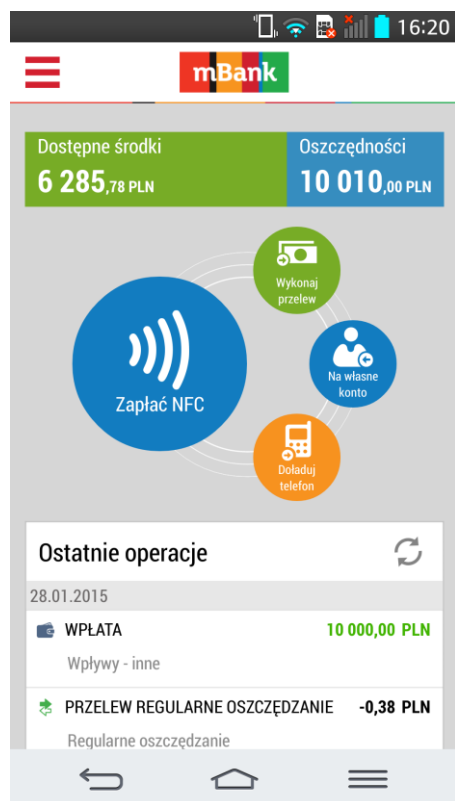 16:20
mBank
Dostępne środki
6 285,78 PLN
Oszczędności
10 010,00 PLN
Wykonaj
przelew
Zapłać NFC
Na własne
konto
Doładuj
telefon
Ostatnie operacje
28.01.2015
WPŁATA 10 000,00 PLN
Wpływy - inne
PRZELEW REGULARNE OSZCZĘDZANIE -0,38 PLN
Regularne oszczędzanie